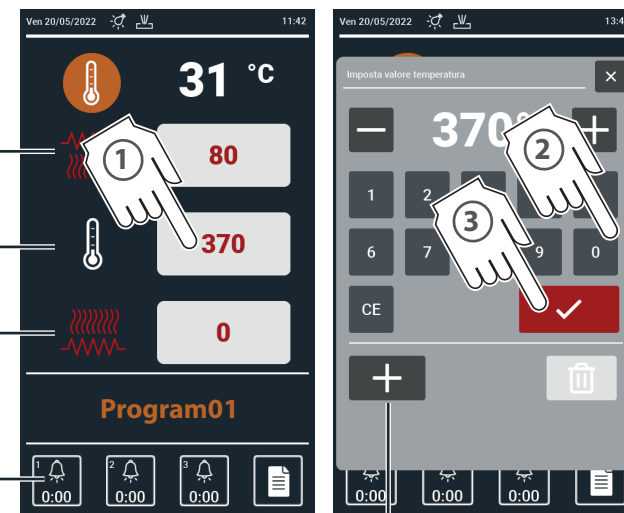 Ven 20/05/2022 11:42
31 °C
80
1
370
0
Program01
1 2 3
0:00 0:00 0:00
Ven 20/05/2022 13:4
Imposta valore temperatura
370°
2
1 2
3
6 7 9 0
CE
0:00 0:00 0:00